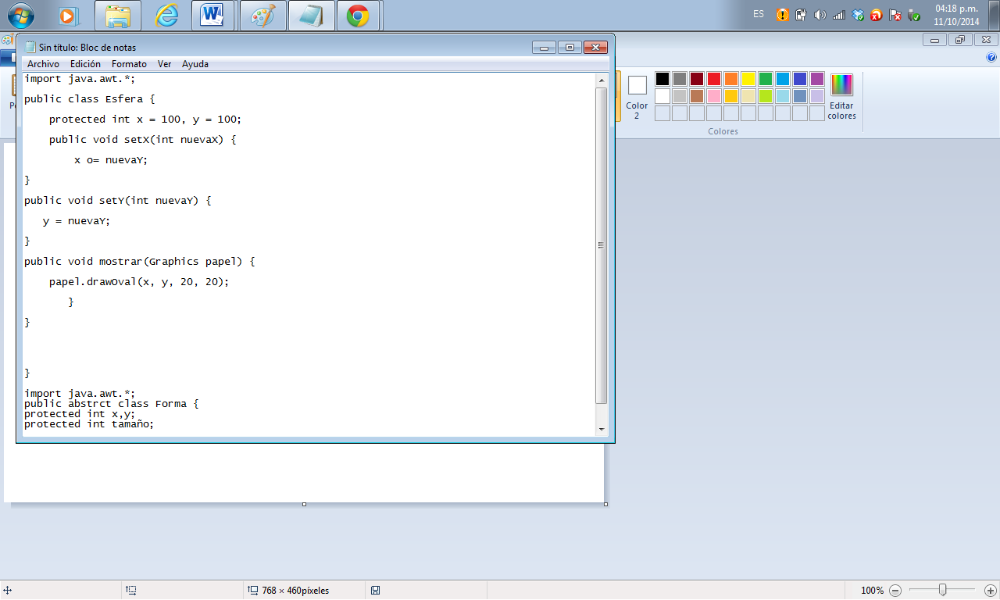 ES
04:18 p.m.
11/10/2014
Sin título: Bloc de notas
Archivo Edición Formato Ver Ayuda
import java.awt.*;
public class Esfera {
protected int x = 100, y = 100;
public void setX(int nuevaX) {
x o= nuevaY;
}
public void setY(int nuevaY) {
y = nuevaY;
}
public void mostrar(Graphics papel) {
papel.drawOval(x, y, 20, 20);
}
}
}
import java.awt.*;
public abstrct class Forma {
protected int x,y;
protected int tamaño;
Color
2
Editar
colores
Colores
768 × 460píxeles
100%